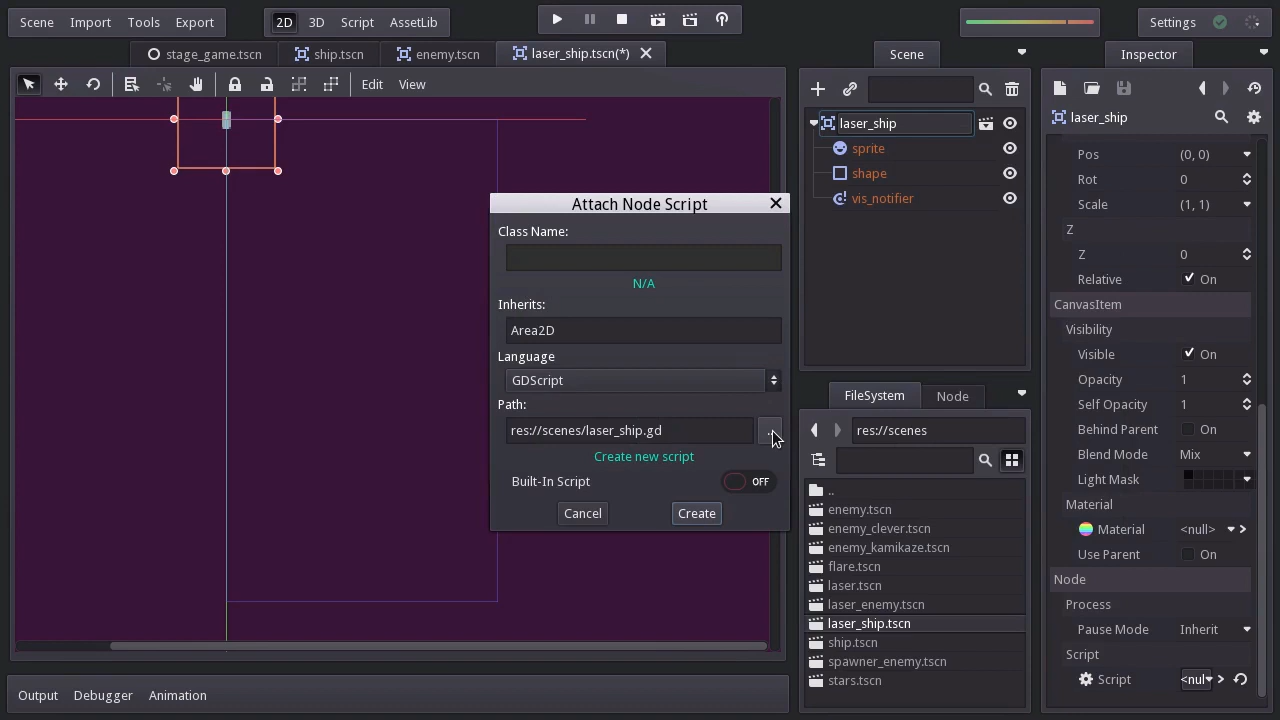 Scene Import Tools Export 2D 3D Script AssetLib Settings
stage_game.tscn ship.tscn enemy.tscn laser_ship.tscn(*)
Edit View
Attach Node Script
Class Name:
N/A
Inherits:
Area2D
Language
GDScript
Path:
res://scenes/laser_ship.gd
Create new script
Built-In Script OFF
Cancel Create
Output Debugger Animation
Scene
laser_ship
sprite
shape
vis_notifier
FileSystem Node
res://scenes
..
enemy.tscn
enemy_clever.tscn
enemy_kamikaze.tscn
flare.tscn
laser.tscn
laser_enemy.tscn
laser_ship.tscn
ship.tscn
spawner_enemy.tscn
stars.tscn
Inspector
laser_ship
Pos (0, 0)
Rot 0
Scale (1, 1)
Z
Z 0
Relative On
CanvasItem
Visibility
Visible On
Opacity 1
Self Opacity 1
Behind Parent On
Blend Mode Mix
Light Mask
Material
Material <null>
Use Parent On
Node
Process
Pause Mode Inherit
Script
Script <nul